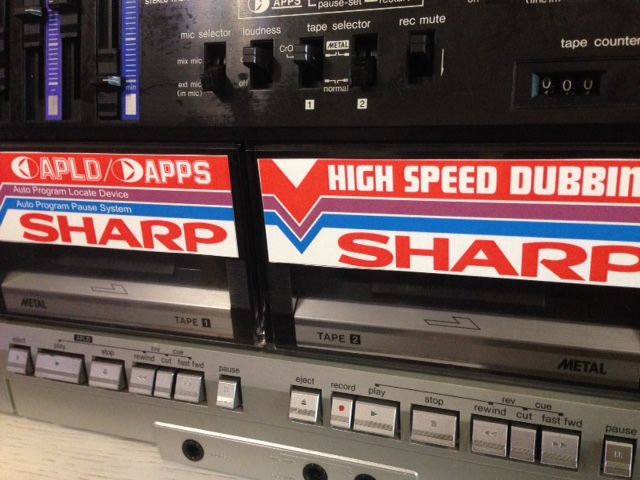 APPS
pause-set
mic selector
loudness
tape selector
rec mute
CrO
METAL
mix mic
off
ext mic
(in mic)
normal
min
1
2
tape counter
000
APLD/APPS
Auto Program Locate Device
Auto Program Pause System
SHARP
HIGH SPEED DUBBIN
SHARP
METAL
TAPE 1
TAPE 2
METAL
APLD
eject
play
stop
rev
cue
rewind
cut
fast fwd
pause
eject
record
play
stop
rev
cue
rewind
cut
fast fwd
pause